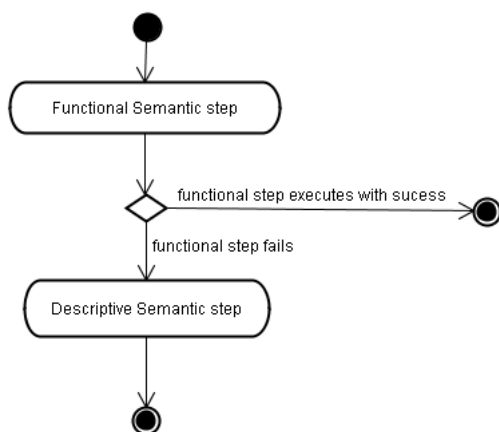 Functional Semantic step
functional step executes with sucess
functional step fails
Descriptive Semantic step